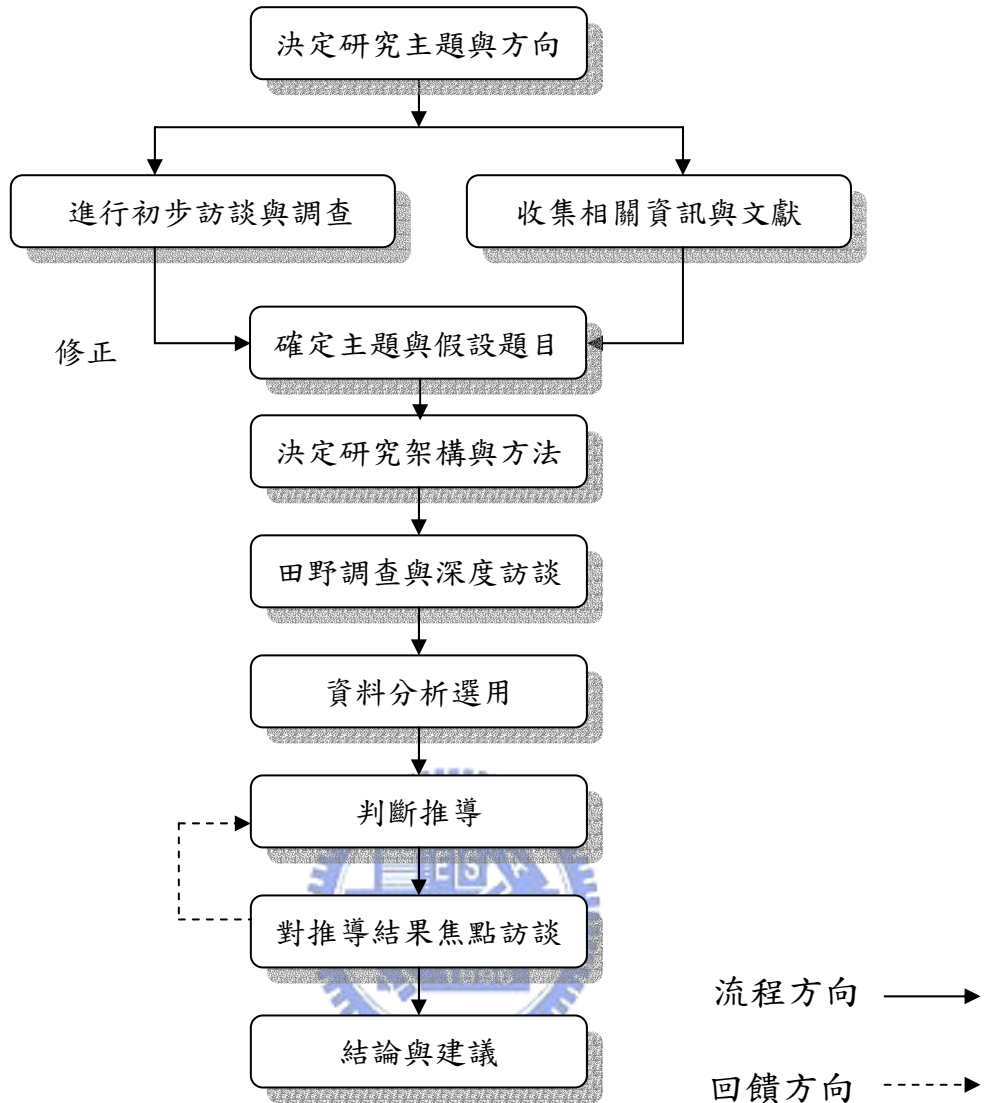 決定研究主題與方向
進行初步訪談與調查
收集相關資訊與文獻
修正
確定主題與假設題目
決定研究架構與方法
田野調查與深度訪談
資料分析選用
判斷推導
ES
對推導結果焦點訪談
結論與建議
流程方向
回饋方向